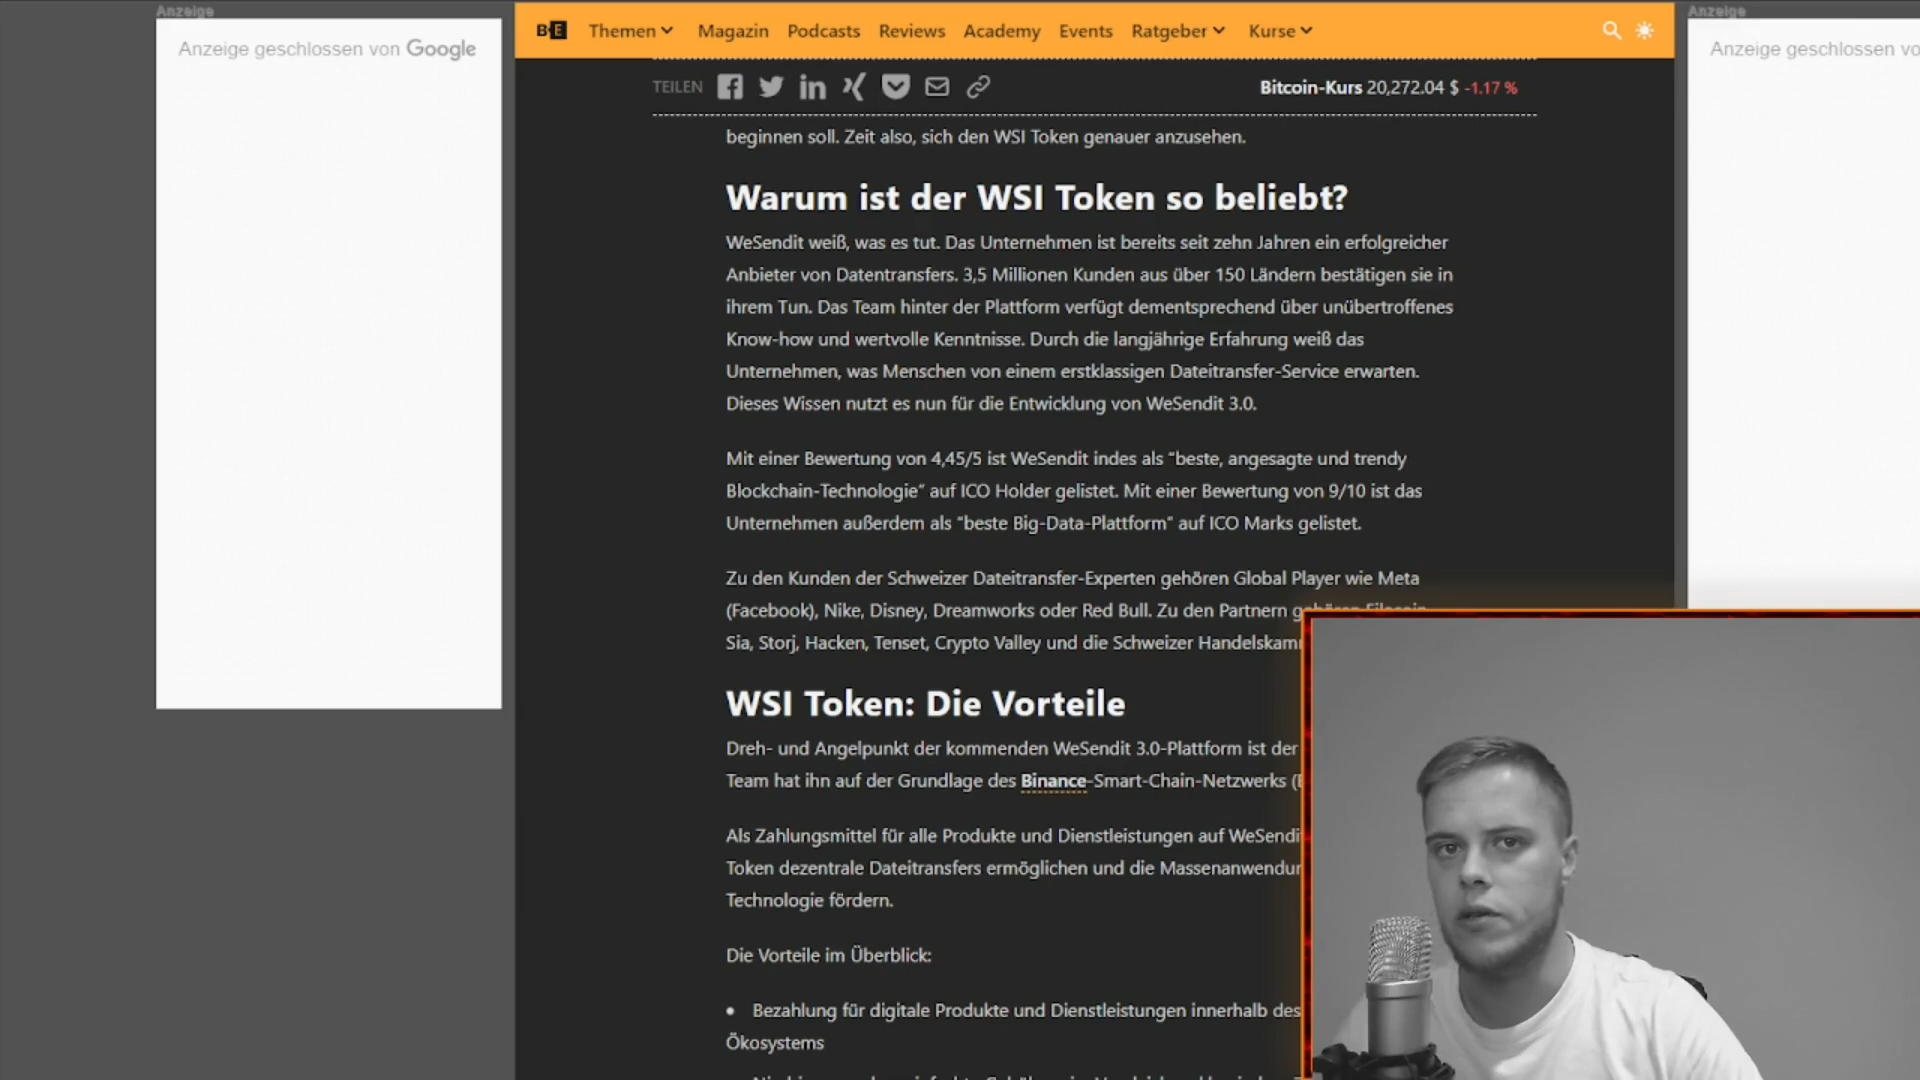 Anzeige
Anzeige geschlossen von Google
B-E Themen Magazin Podcasts Reviews Academy Events Ratgeber Kurse
Anzeige
Anzeige geschlossen vo
TEILEN
Bitcoin-Kurs 20,272.04 $ -1.17 %
beginnen soll. Zeit also, sich den WSI Token genauer anzusehen.
Warum ist der WSI Token so beliebt?
WeSendit weiß, was es tut. Das Unternehmen ist bereits seit zehn Jahren ein erfolgreicher
Anbieter von Datentransfers. 3,5 Millionen Kunden aus über 150 Ländern bestätigen sie in
ihrem Tun. Das Team hinter der Plattform verfügt dementsprechend über unübertroffenes
Know-how und wertvolle Kenntnisse. Durch die langjährige Erfahrung weiß das
Unternehmen, was Menschen von einem erstklassigen Dateitransfer-Service erwarten.
Dieses Wissen nutzt es nun für die Entwicklung von WeSendit 3.0.
Mit einer Bewertung von 4,45/5 ist WeSendit indes als “beste, angesagte und trendy
Blockchain-Technologie” auf ICO Holder gelistet. Mit einer Bewertung von 9/10 ist das
Unternehmen außerdem als “beste Big-Data-Plattform” auf ICO Marks gelistet.
Zu den Kunden der Schweizer Dateitransfer-Experten gehören Global Player wie Meta
(Facebook), Nike, Disney, Dreamworks oder Red Bull. Zu den Partnern gehören Filecoin,
Sia, Storj, Hacken, Tenset, Crypto Valley und die Schweizer Handelskam
WSI Token: Die Vorteile
Dreh- und Angelpunkt der kommenden WeSendit 3.0-Plattform ist der
Team hat ihn auf der Grundlage des Binance-Smart-Chain-Netzwerks (
Als Zahlungsmittel für alle Produkte und Dienstleistungen auf WeSendi
Token dezentrale Dateitransfers ermöglichen und die Massenanwendun
Technologie fördern.
Die Vorteile im Überblick:
• Bezahlung für digitale Produkte und Dienstleistungen innerhalb des
Ökosystems